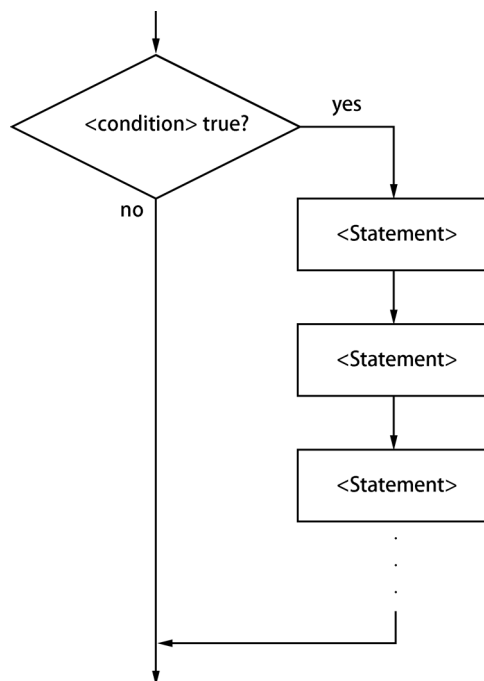 <condition> true?
yes
no
<Statement>
<Statement>
<Statement>